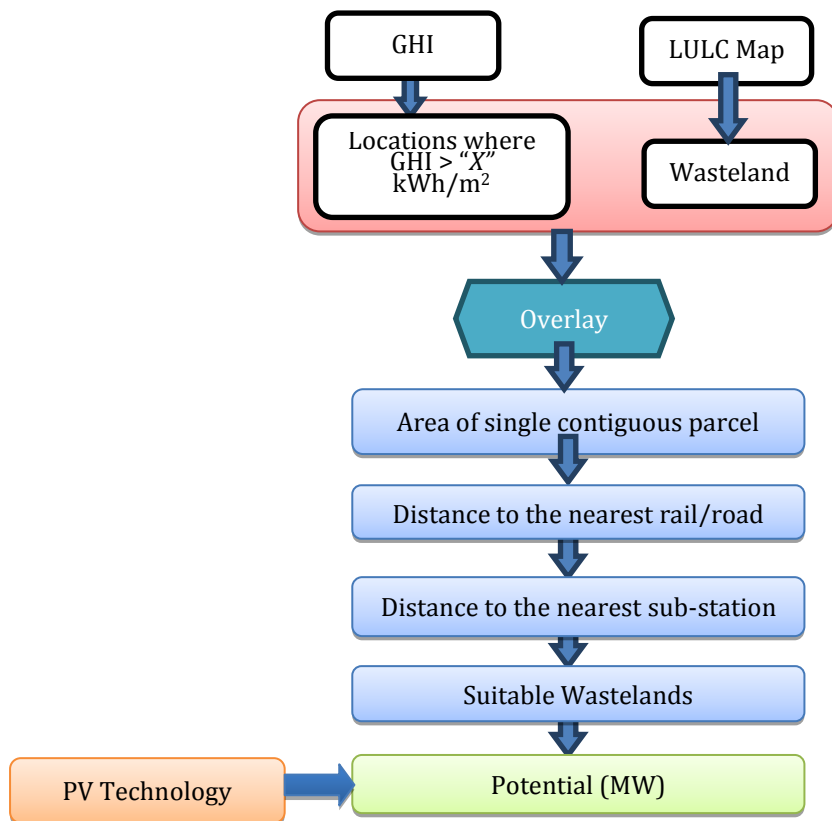 GHI
LULC Map
Locations where
GHI > “X”
kWh/m²
Wasteland
Overlay
Area of single contiguous parcel
Distance to the nearest rail/road
Distance to the nearest sub-station
Suitable Wastelands
PV Technology
Potential (MW)